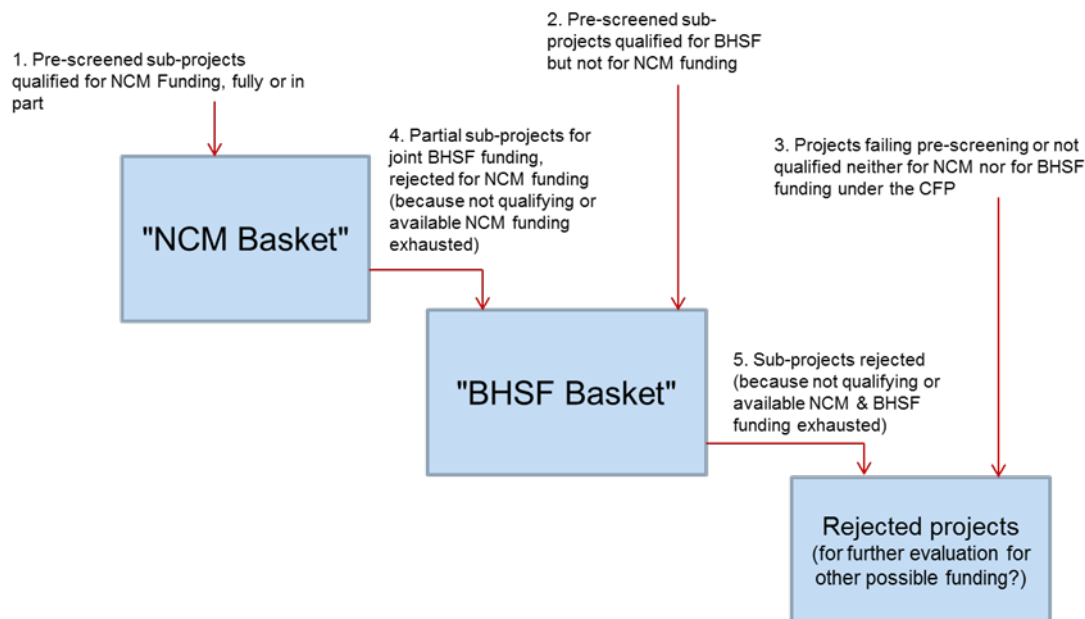 1. Pre-screened sub-projects
qualified for NCM Funding, fully or in
part
2. Pre-screened sub-
projects qualified for BHSF
but not for NCM funding
3. Projects failing pre-screening or not
qualified neither for NCM nor for BHSF
funding under the CFP
4. Partial sub-projects for
joint BHSF funding,
rejected for NCM funding
(because not qualifying or
available NCM funding
exhausted)
"NCM Basket"
"BHSF Basket"
5. Sub-projects rejected
(because not qualifying or
available NCM & BHSF
funding exhausted)
Rejected projects
(for further evaluation for
other possible funding?)